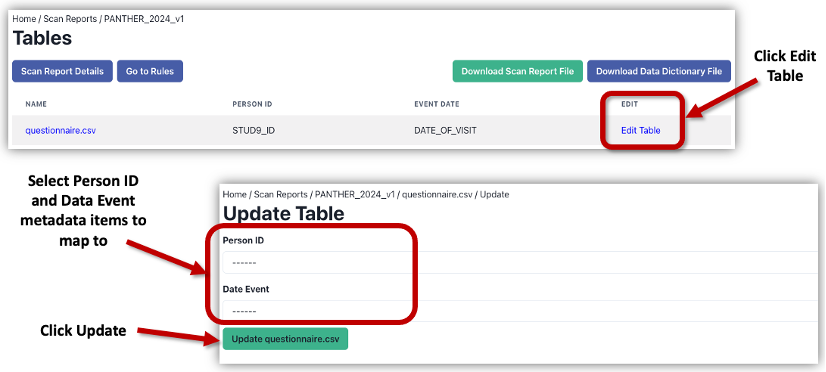 Home / Scan Reports / PANTHER_2024_v1
Tables
Scan Report Details
Go to Rules
Download Scan Report File
Download Data Dictionary File
NAME PERSON ID EVENT DATE EDIT
questionnaire.csv STUD9_ID DATE_OF_VISIT Edit Table
Click Edit
Table
Select Person ID
and Data Event
metadata items to
map to
Home / Scan Reports / PANTHER_2024_v1 / questionnaire.csv / Update
Update Table
Person ID
------
Date Event
------
Click Update
Update questionnaire.csv